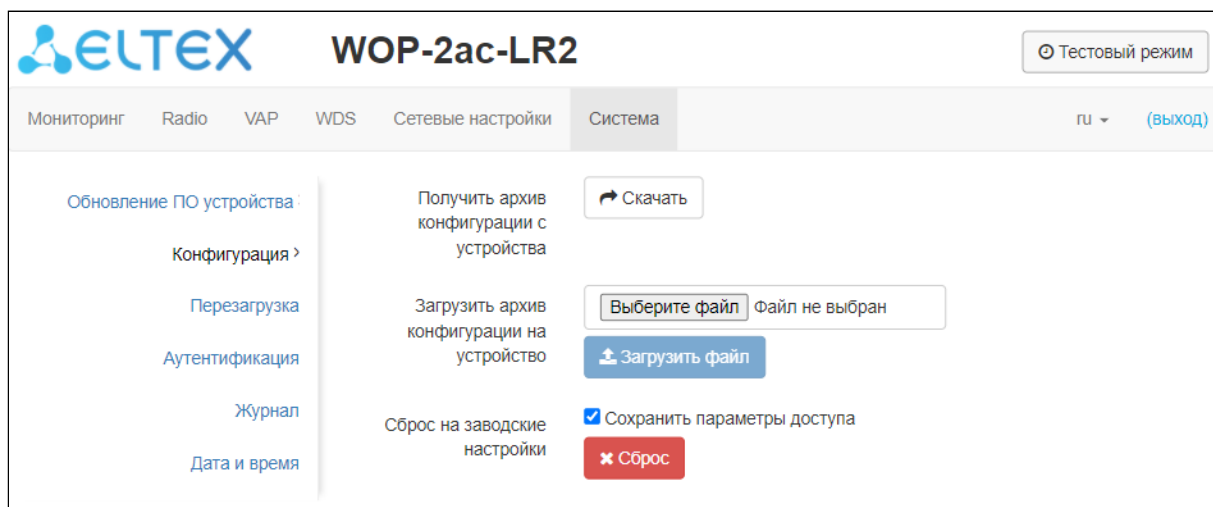 ELTEX WOP-2ac-LR2 Тестовый режим
Мониторинг Radio VAP WDS Сетевые настройки Система ru (выход)
Обновление ПО устройства
Конфигурация
Перезагрузка
Аутентификация
Журнал
Дата и время
Получить архив
конфигурации с
устройства
Скачать
Загрузить архив
конфигурации на
устройство
Выберите файл Файл не выбран
Загрузить файл
Сброс на заводские
настройки
Сохранить параметры доступа
Сброс